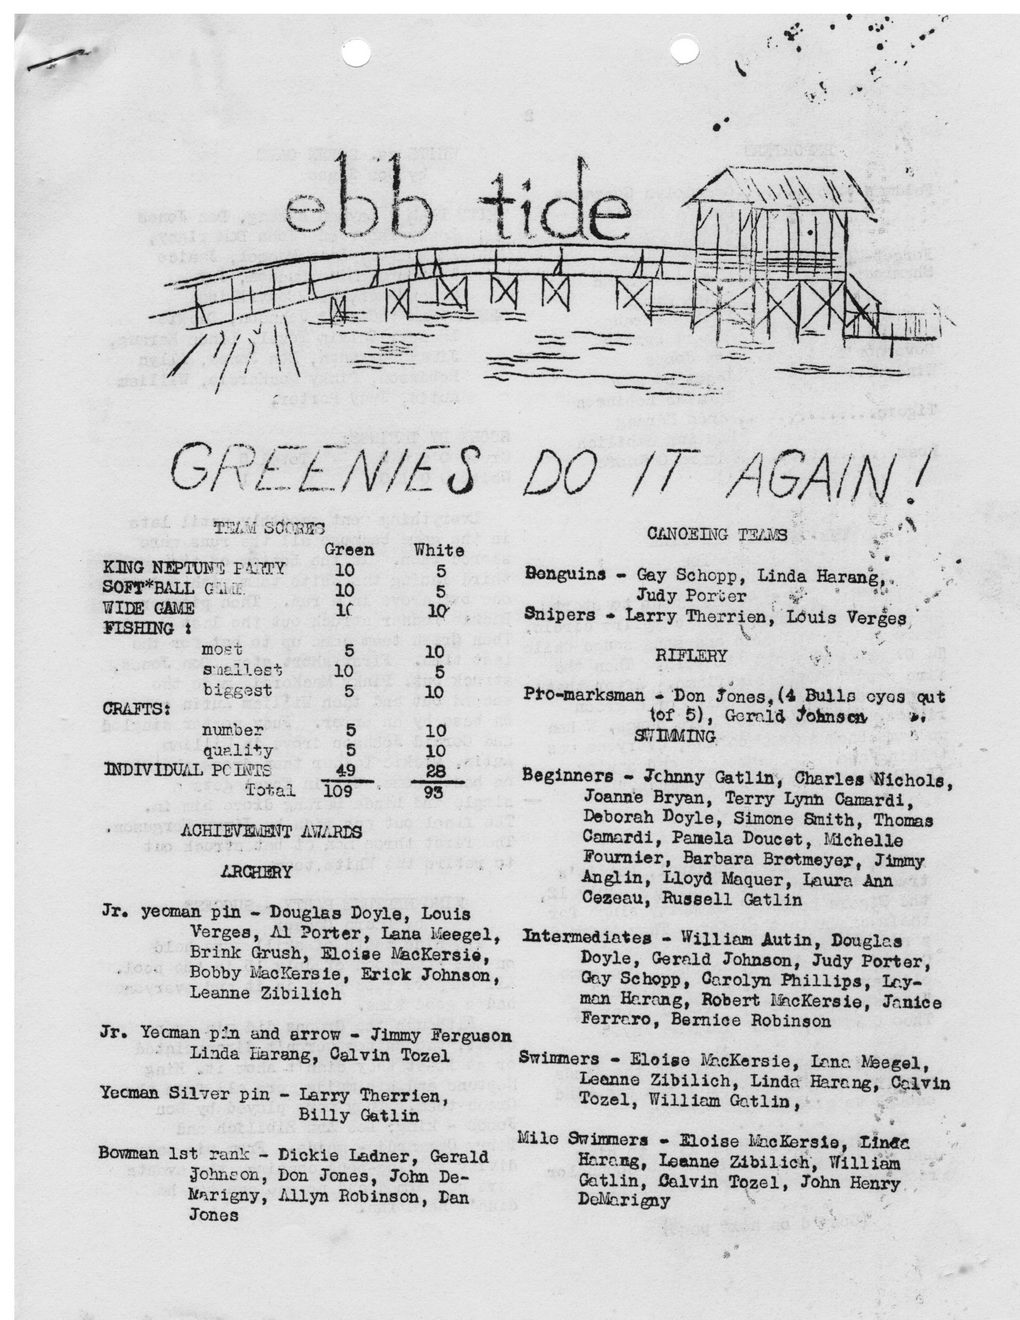 ebb tide
GREENIES DO IT AGAIN!
TEAM SCORES
Green White
KING NEPTUNE PARTY 10 5
SOFT*BALL GAME 10 5
WIDE GAME 10 10
FISHING :
most 5 10
smallest 10 5
biggest 5 10
CRAFTS:
number 5 10
quality 5 10
INDIVIDUAL POINTS 49 28
Total 109 93
ACHIEVEMENT AWARDS
ARCHERY
Jr. yeoman pin - Douglas Doyle, Louis
Verges, Al Porter, Lana Meegel,
Brink Grush, Eloise MacKersie,
Bobby MacKersie, Erick Johnson,
Leanne Zibilich
Jr. Yeoman pin and arrow - Jimmy Ferguson
Linda Harang, Calvin Tozel
Yeoman Silver pin - Larry Therrien,
Billy Gatlin
Bowman 1st rank - Dickie Ladner, Gerald
Johnson, Don Jones, John De-
Marigny, Allyn Robinson, Dan
Jones
CANOEING TEAMS
Benguins - Gay Schopp, Linda Harang,
Judy Porter
Snipers - Larry Therrien, Louis Verges
RIFLERY
Pro-marksman - Don Jones, (4 Bulls eyes out
(of 5), Gerald Johnson
SWIMMING
Beginners - Johnny Gatlin, Charles Nichols,
Joanne Bryan, Terry Lynn Camardi,
Deborah Doyle, Simone Smith, Thomas
Camardi, Pamela Doucet, Michelle
Fournier, Barbara Brotmeyer, Jimmy
Anglin, Lloyd Maquer, Laura Ann
Cezeau, Russell Gatlin
Intermediates - William Autin, Douglas
Doyle, Gerald Johnson, Judy Porter,
Gay Schopp, Carolyn Phillips, Lay-
man Harang, Robert MacKersie, Janice
Ferraro, Bernice Robinson
Swimmers - Eloise MacKersie, Lana Meegel,
Leanne Zibilich, Linda Harang, Calvin
Tozel, William Gatlin,
Mile Swimmers - Eloise MacKersie, Linda
Harang, Leanne Zibilich, William
Gatlin, Calvin Tozel, John Henry
DeMarigny